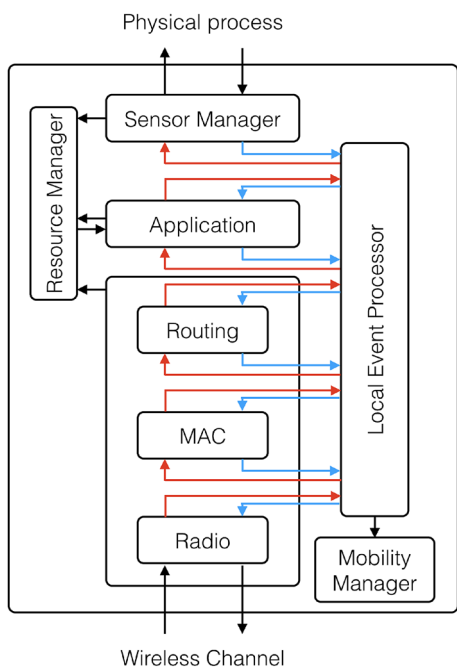 Physical process
Sensor Manager
Resource Manager
Application
Local Event Processor
Routing
MAC
Radio
Mobility
Manager
Wireless Channel